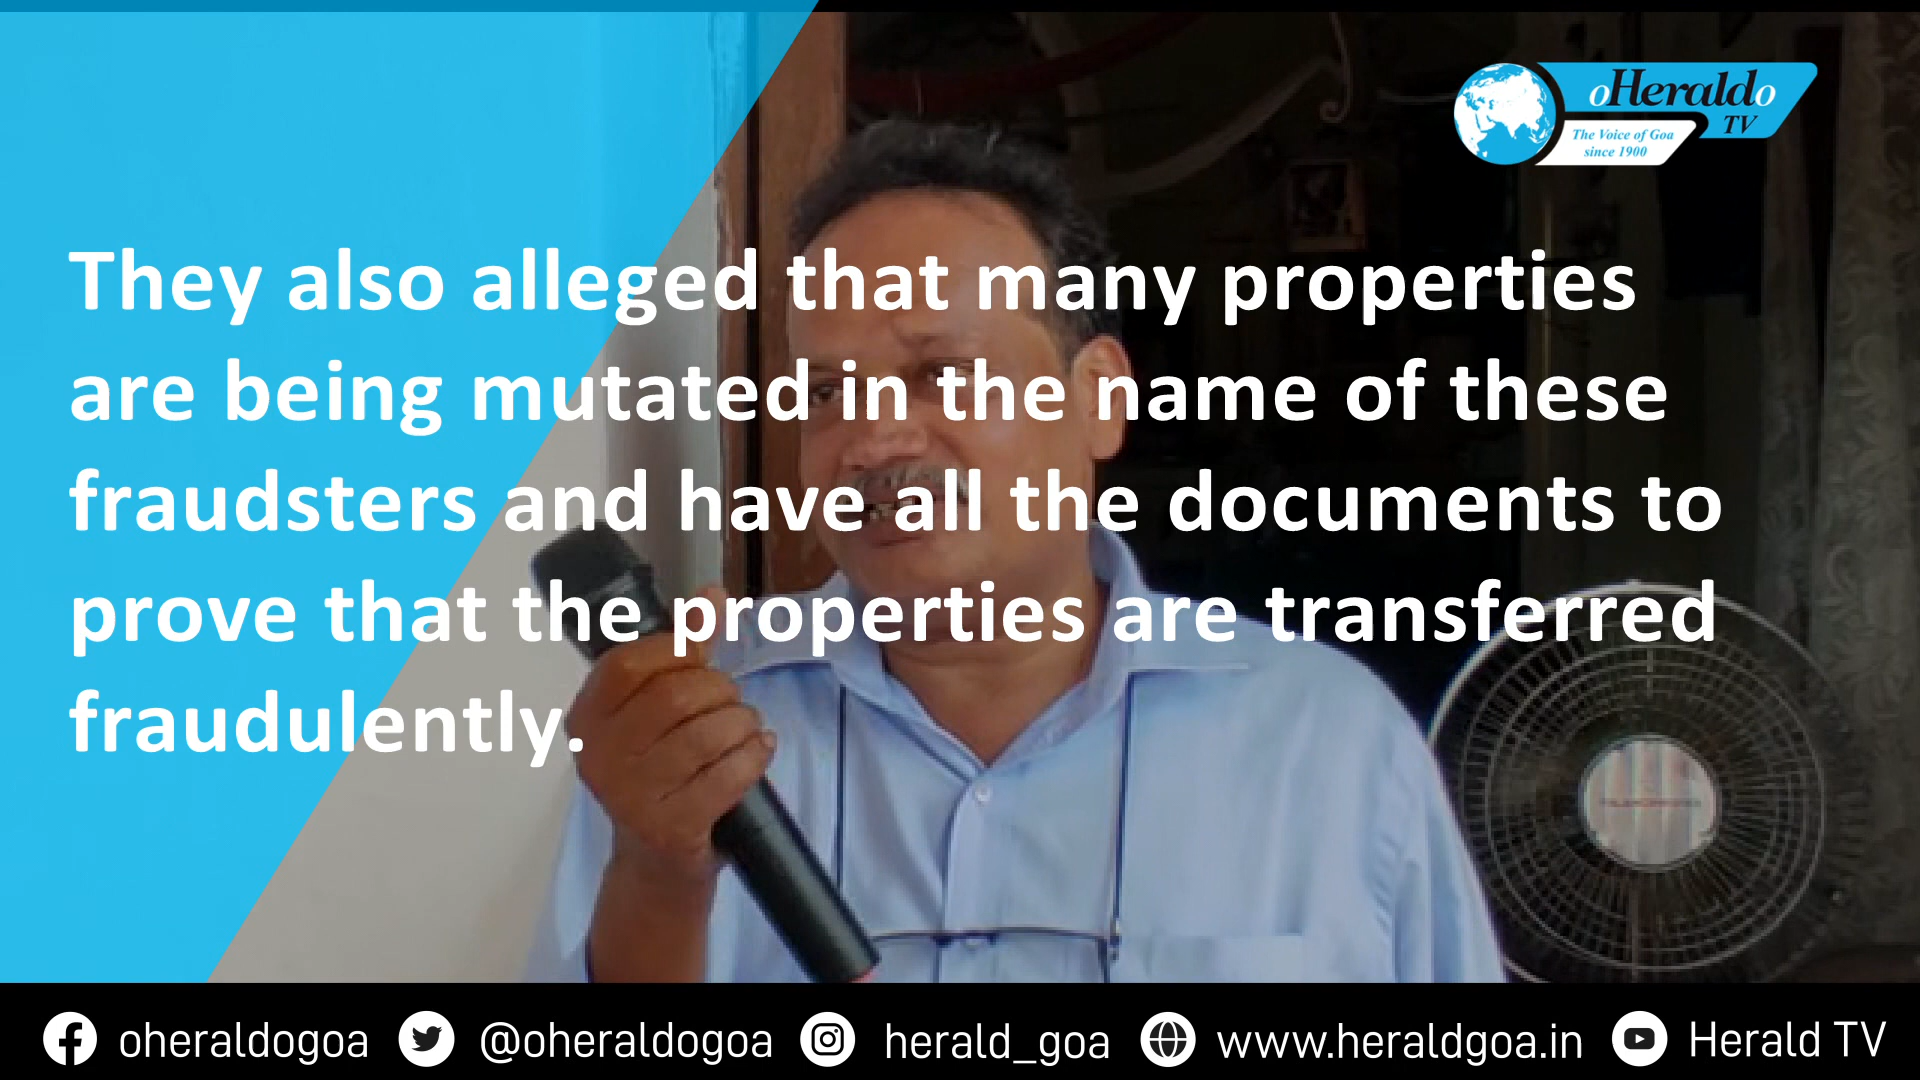 oHeraldo
TV
The Voice of Goa
since 1900
They also alleged that many properties
are being mutated in the name of these
fraudsters and have all the documents to
prove that the properties are transferred
fraudulently.
oheraldogoa
@oheraldogoa
herald_goa
www.heraldgoa.in
Herald TV